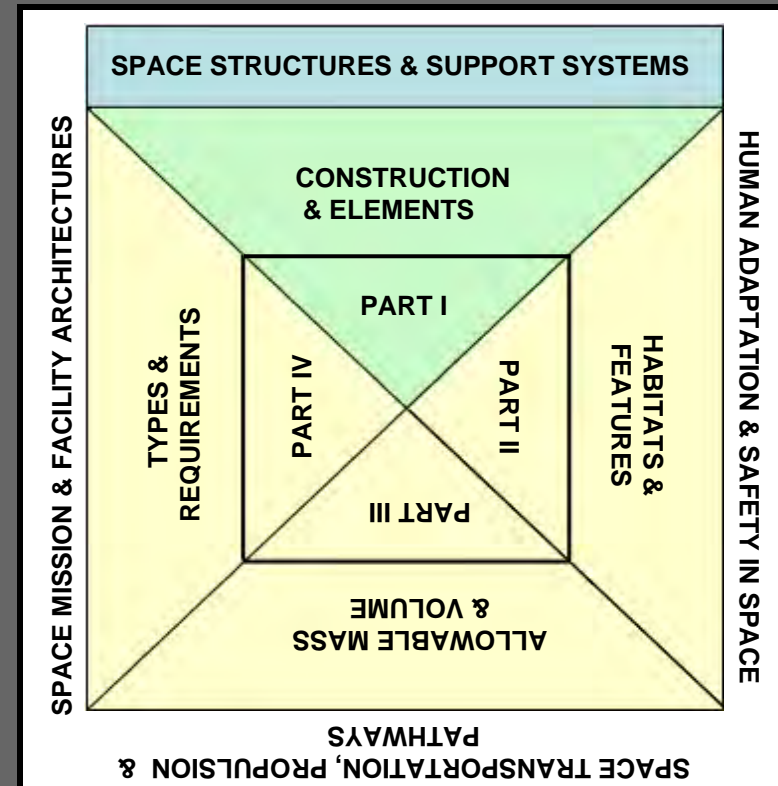 SPACE STRUCTURES & SUPPORT SYSTEMS
CONSTRUCTION
& ELEMENTS
PART I
HUMAN ADAPTATION & SAFETY IN SPACE
HABITATS &
FEATURES
PART II
SPACE TRANSPORTATION, PROPULSION &
PATHWAYS
ALLOWABLE MASS
& VOLUME
PART III
SPACE MISSION & FACILITY ARCHITECTURES
TYPES &
REQUIREMENTS
PART IV